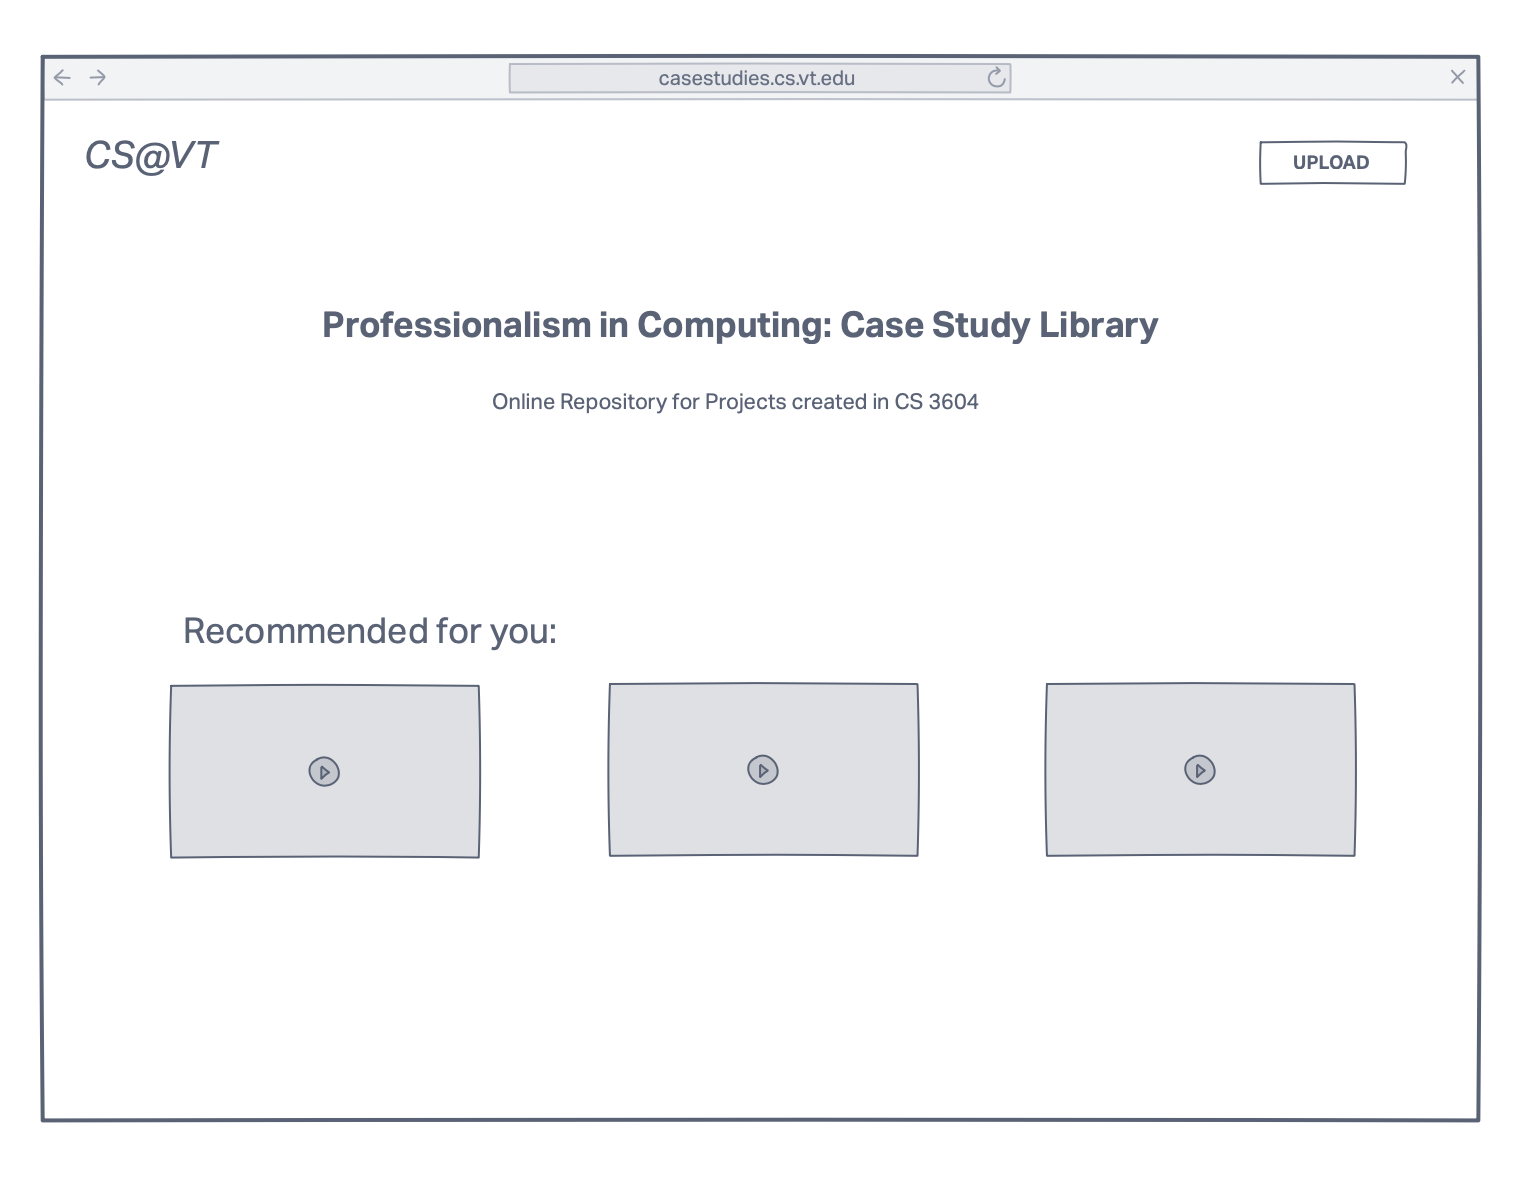 casestudies.cs.vt.edu
CS@VT
UPLOAD
Professionalism in Computing: Case Study Library
Online Repository for Projects created in CS 3604
Recommended for you: